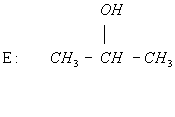 OH
|
E: CH₃ – CH – CH₃